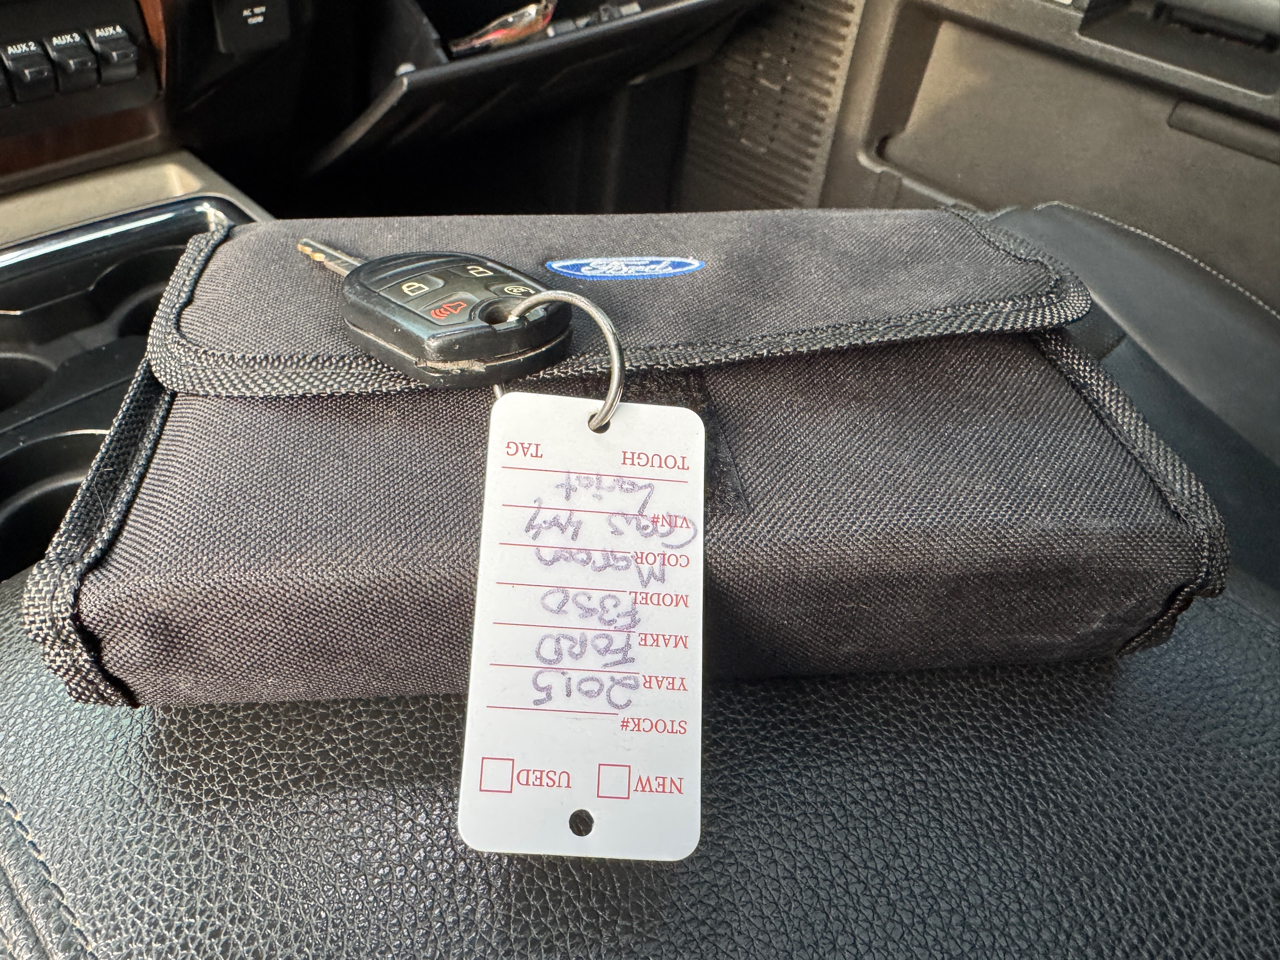 AUX 2 AUX 3 AUX 4
Ford
NEW USED
STOCK#
YEAR 2015
MAKE FORD
MODEL F350
COLOR Maroon
VIN# Gas 4x4
Lariat
TOUGH TAG